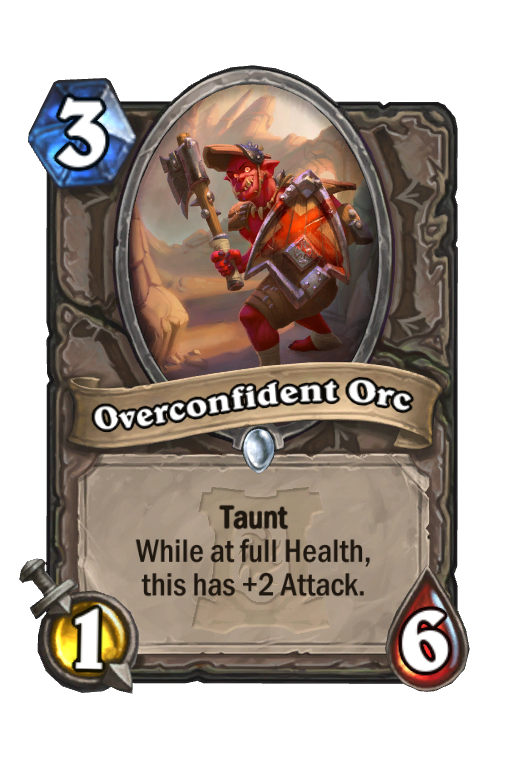 3
Overconfident Orc
Taunt
While at full Health,
this has +2 Attack.
1
6